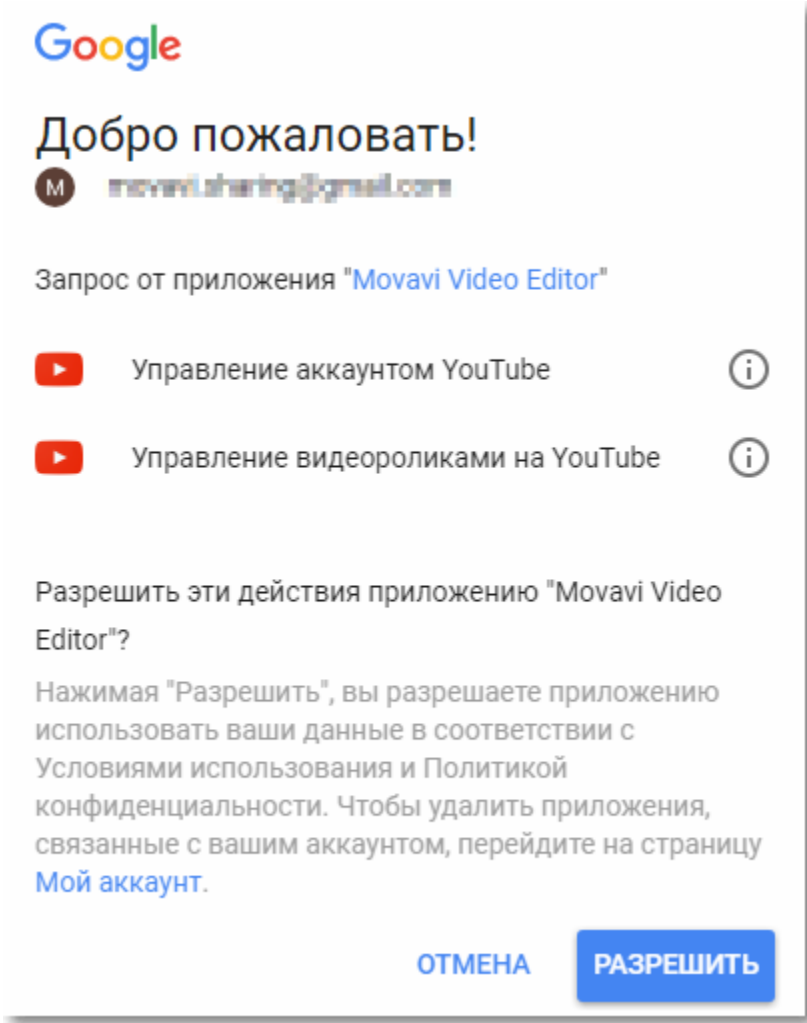 Google
Добро пожаловать!
M
Запрос от приложения "Movavi Video Editor"
Управление аккаунтом YouTube
Управление видеороликами на YouTube
Разрешить эти действия приложению "Movavi Video
Editor"?
Нажимая "Разрешить", вы разрешаете приложению
использовать ваши данные в соответствии с
Условиями использования и Политикой
конфиденциальности. Чтобы удалить приложения,
связанные с вашим аккаунтом, перейдите на страницу
Мой аккаунт.
ОТМЕНА РАЗРЕШИТЬ